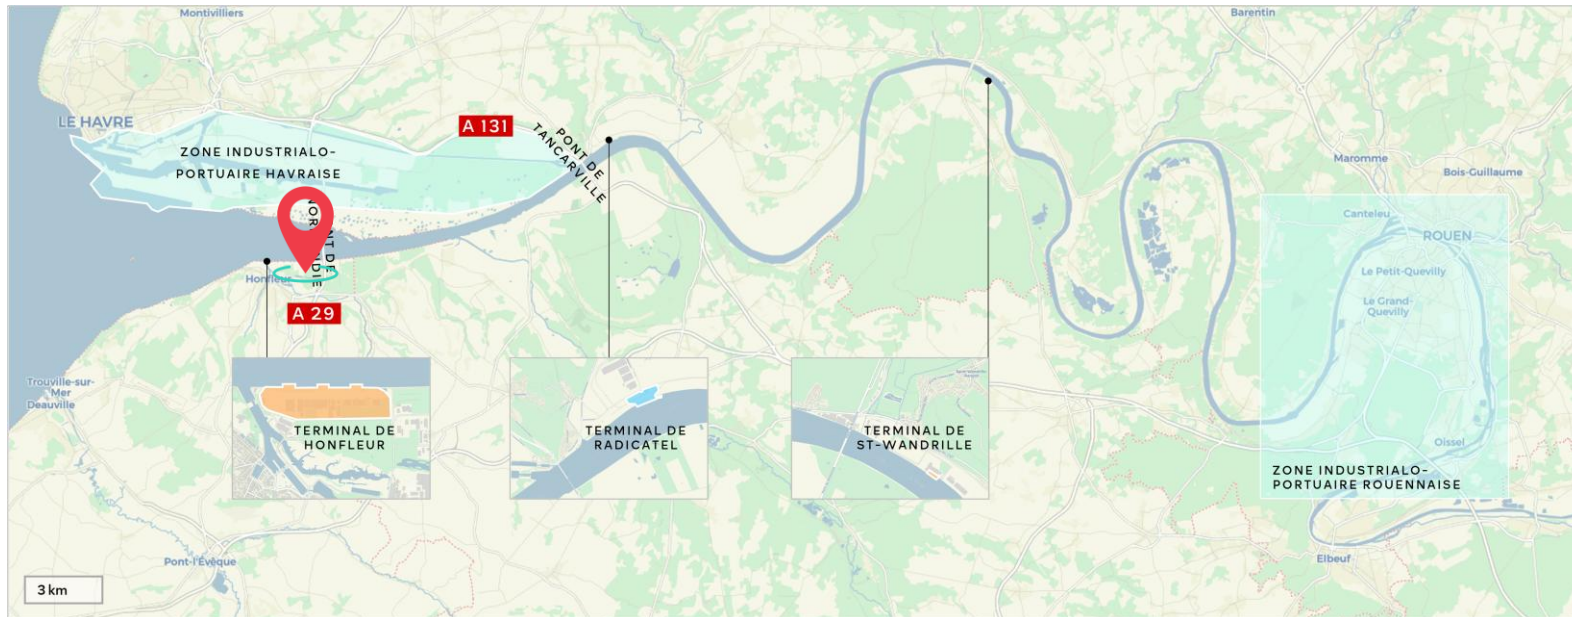 Montivilliers
Barentin
LE HAVRE
A 131
PONT DE
TANCARVILLE
ZONE INDUSTRIALO-
PORTUAIRE HAVRAISE
Maromme
Bois-Guillaume
Canteleu
ROUEN
Honfleur
Le Petit-Quevilly
Le Grand-
Quevilly
A 29
Trouville-sur-
Mer
Deauville
TERMINAL DE
HONFLEUR
TERMINAL DE
RADICATEL
TERMINAL DE
ST-WANDRILLE
Oissel
ZONE INDUSTRIALO-
PORTUAIRE ROUENNAISE
Pont-l'Évêque
Elbeuf
3 km